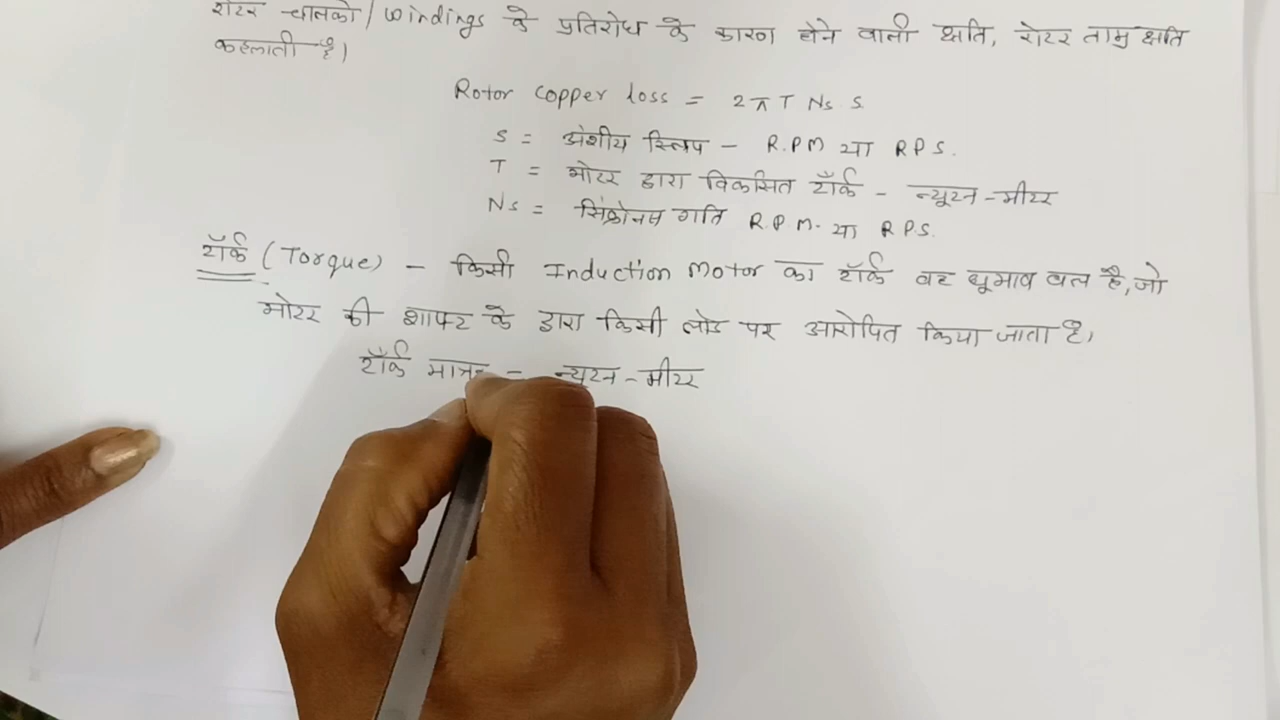 रोटर चालको / windings के प्रतिरोध के कारण होने वाली क्षति, रोटर ताम्र क्षति
कहलाती है।
Rotor Copper loss = 2π T Ns S
S = अंशीय स्लिप - R.P.M या R P S.
T = मोटर द्वारा विकसित टॉर्क - न्यूटन - मीटर
Ns = सिंक्रोनस गति R.P.M. या R P S.
टॉर्क (Torque) - किसी Induction Motor का टॉर्क वह घूमाव बल है, जो
मोटर की शाफ्ट के द्वारा किसी लोड पर आरोपित किया जाता है,
टॉर्क मात्रक - न्यूटन - मीटर